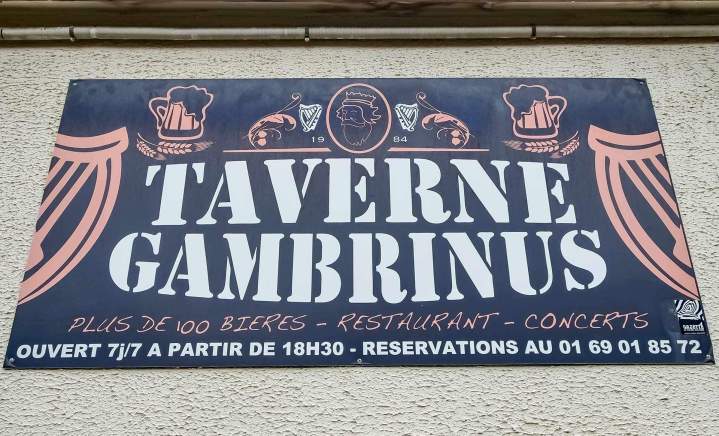 19 84
TAVERNE
GAMBRINUS
PLUS DE 100 BIERES - RESTAURANT - CONCERTS
OUVERT 7j/7 A PARTIR DE 18H30 - RESERVATIONS AU 01 69 01 85 72